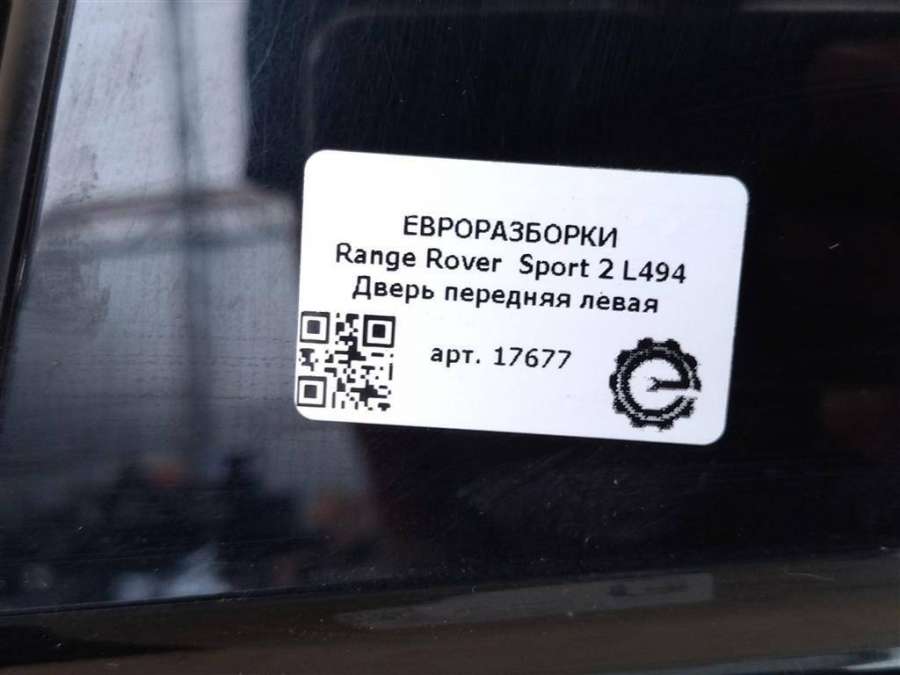 ЕВРОРАЗБОРКИ
Range Rover Sport 2 L494
Дверь передняя левая
арт. 17677